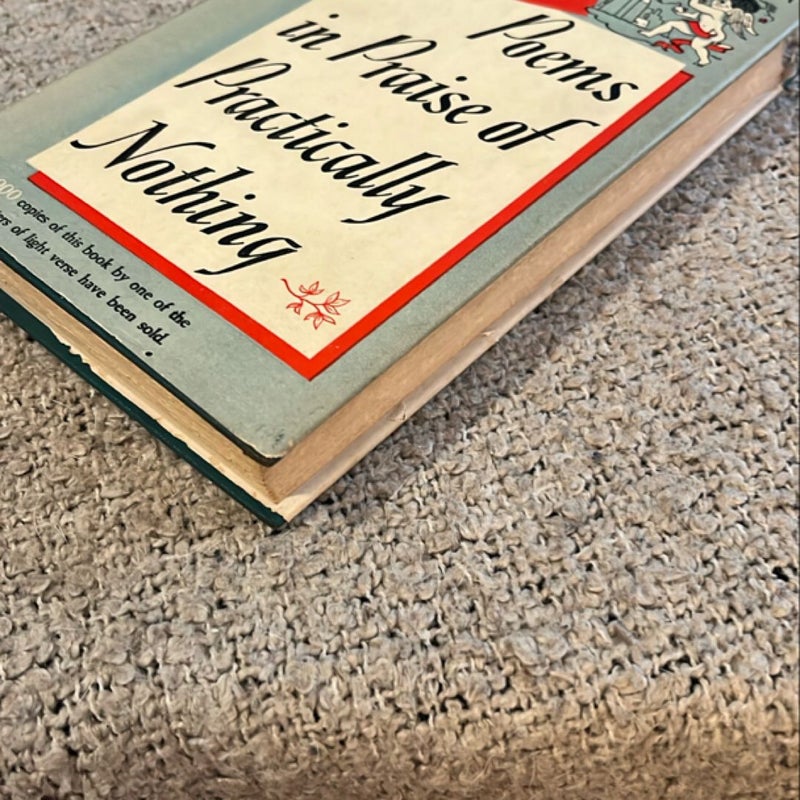 Poems
in Praise of
Practically
Nothing
000 copies of this book by one of the
of light verse have been sold.